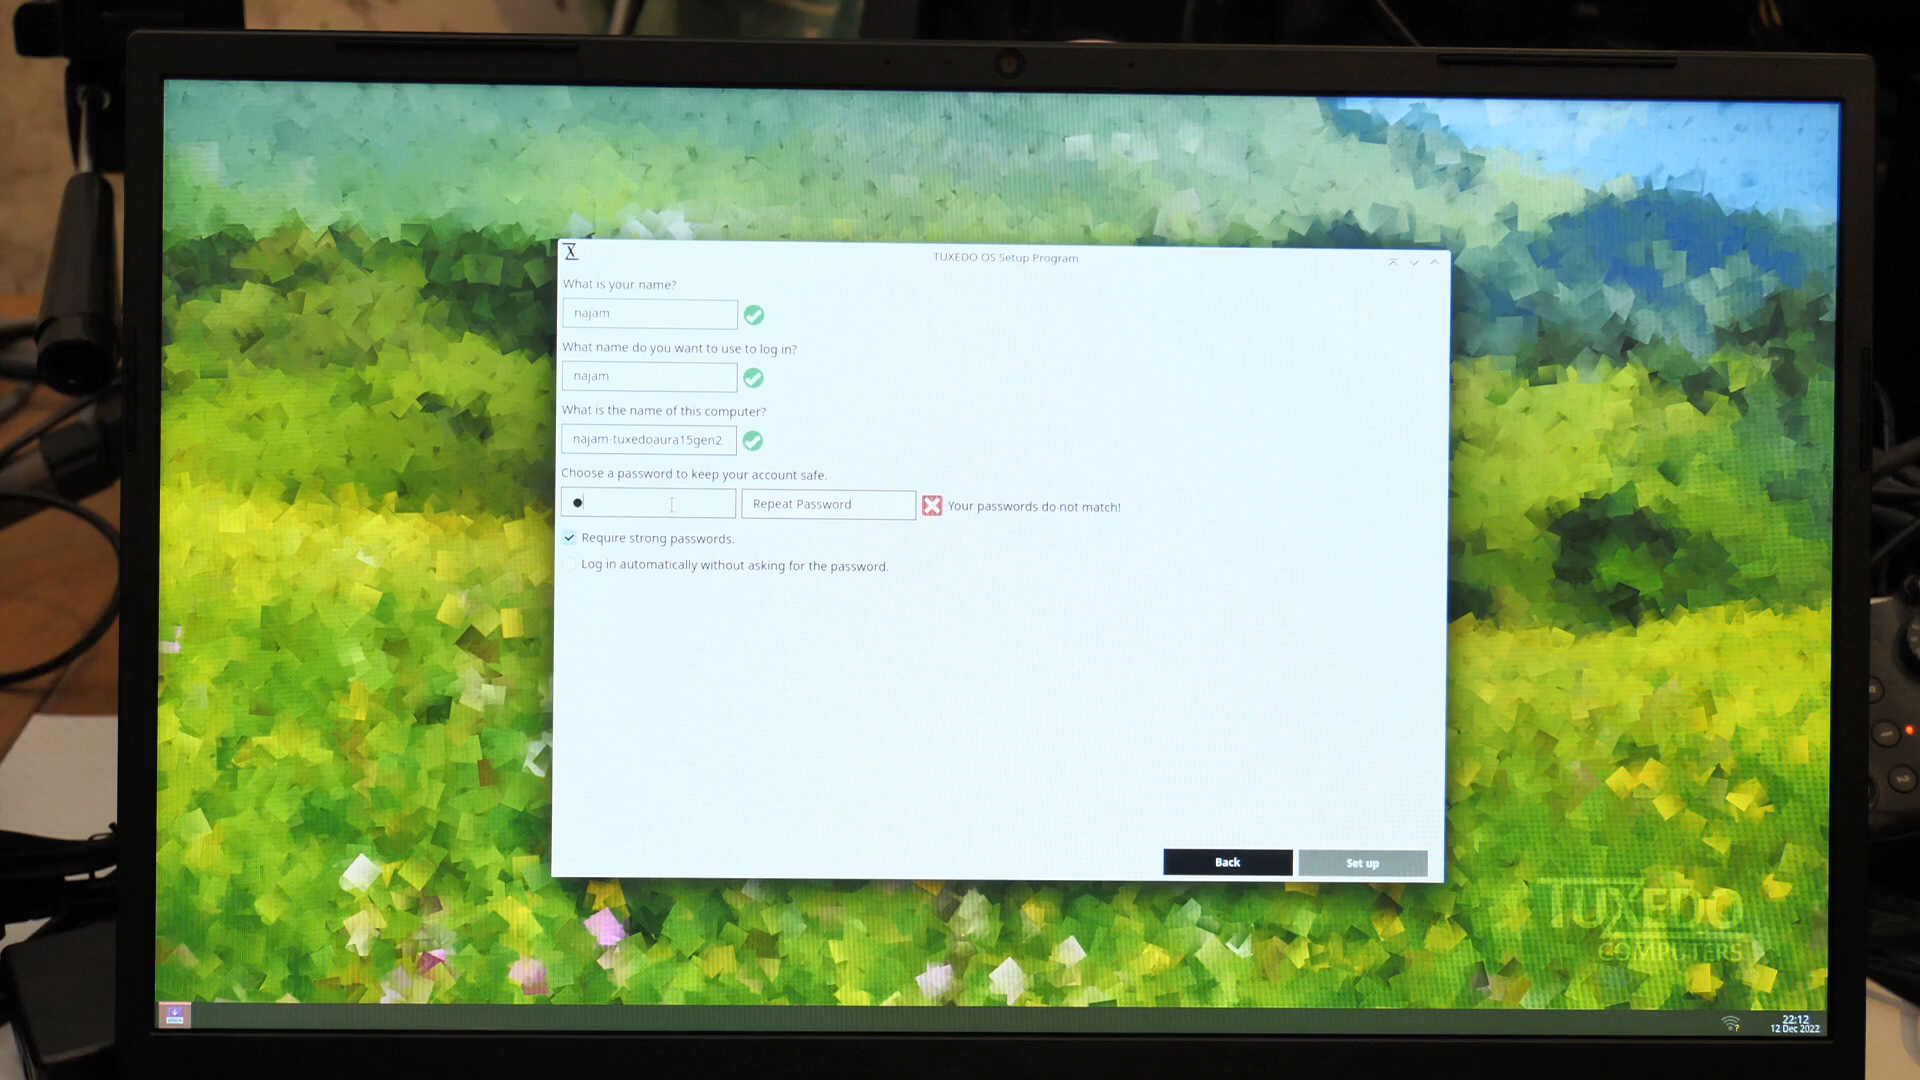 TUXEDO OS Setup Program
What is your name?
najam
What name do you want to use to log in?
najam
What is the name of this computer?
najam-tuxedoaura15gen2
Choose a password to keep your account safe.
Repeat Password
Your passwords do not match!
Require strong passwords.
Log in automatically without asking for the password.
Back
Set up
TUXEDO
COMPUTERS
22:12
12 Dec 2022